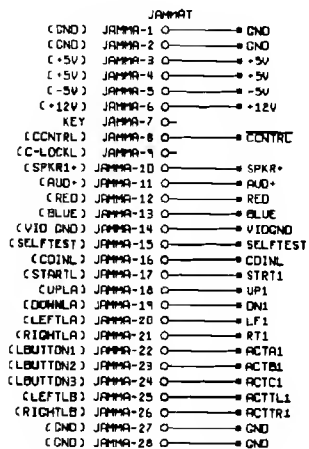 JAMMAT
(GND) JAMMA-1 GND
(GND) JAMMA-2 GND
(+5V) JAMMA-3 +5V
(+5V) JAMMA-4 +5V
(-5V) JAMMA-5 -5V
(+12V) JAMMA-6 +12V
KEY JAMMA-7
(CCNTRL) JAMMA-8 CCNTRL
(C-LOCKL) JAMMA-9
(SPKR1+) JAMMA-10 SPKR+
(AUD+) JAMMA-11 AUD+
(RED) JAMMA-12 RED
(BLUE) JAMMA-13 BLUE
(VID GND) JAMMA-14 VIDGND
(SELFTEST) JAMMA-15 SELFTEST
(COINL) JAMMA-16 COINL
(STARTL) JAMMA-17 STRT1
(UPLA) JAMMA-18 UP1
(DOWNLA) JAMMA-19 DN1
(LEFTLA) JAMMA-20 LF1
(RIGHTLA) JAMMA-21 RT1
(LBUTTON1) JAMMA-22 ACTA1
(LBUTTON2) JAMMA-23 ACTB1
(LBUTTON3) JAMMA-24 ACTC1
(LEFTLB) JAMMA-25 ACTTL1
(RIGHTLB) JAMMA-26 ACTTR1
(GND) JAMMA-27 GND
(GND) JAMMA-28 GND